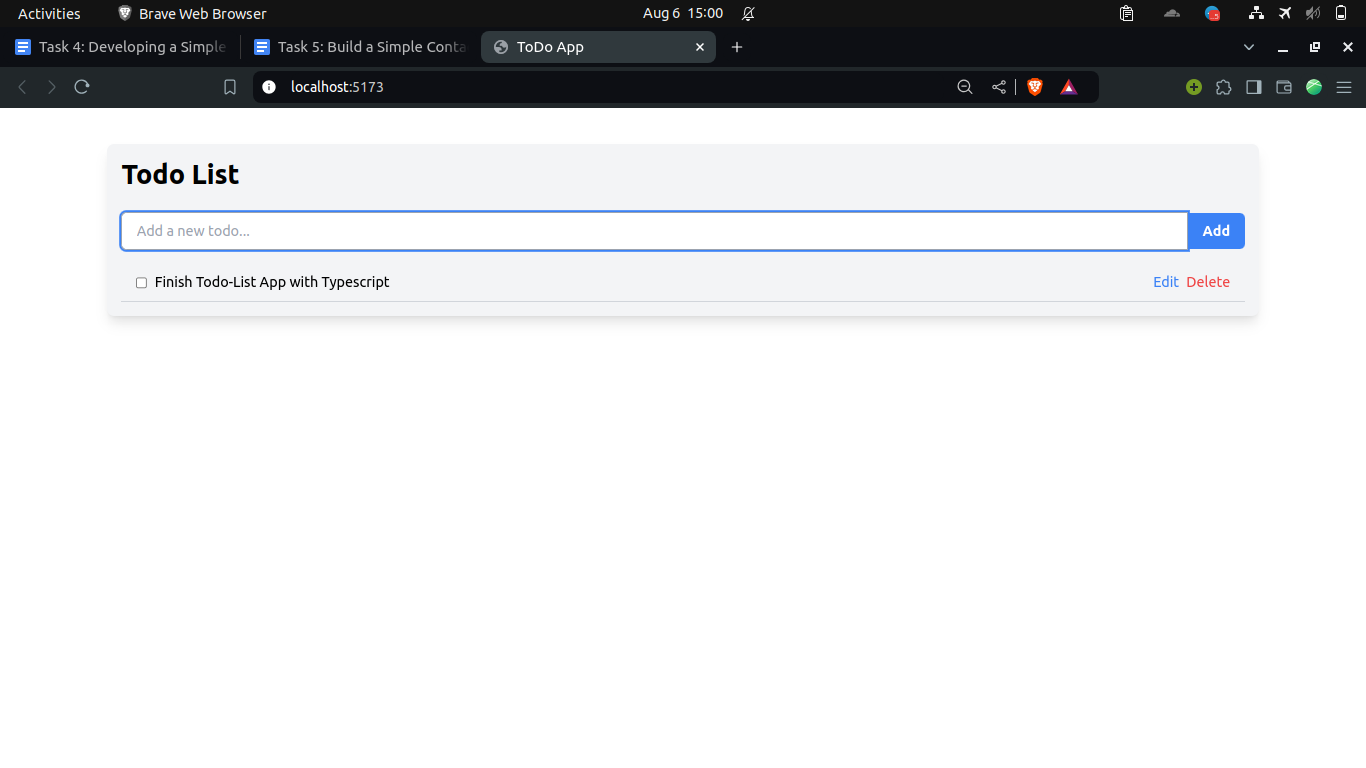 Activities Brave Web Browser Aug 6 15:00
Task 4: Developing a Simple Task 5: Build a Simple Conta ToDo App
localhost:5173
Todo List
Add a new todo... Add
Finish Todo-List App with Typescript Edit Delete